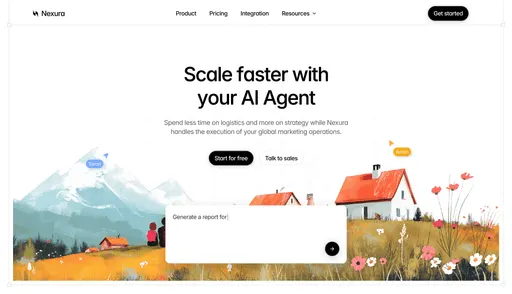 Nexura
Product Pricing Integration Resources
Get started
Scale faster with
your AI Agent
Spend less time on logistics and more on strategy while Nexura
handles the execution of your global marketing operations.
Start for free
Talk to sales
Generate a report for